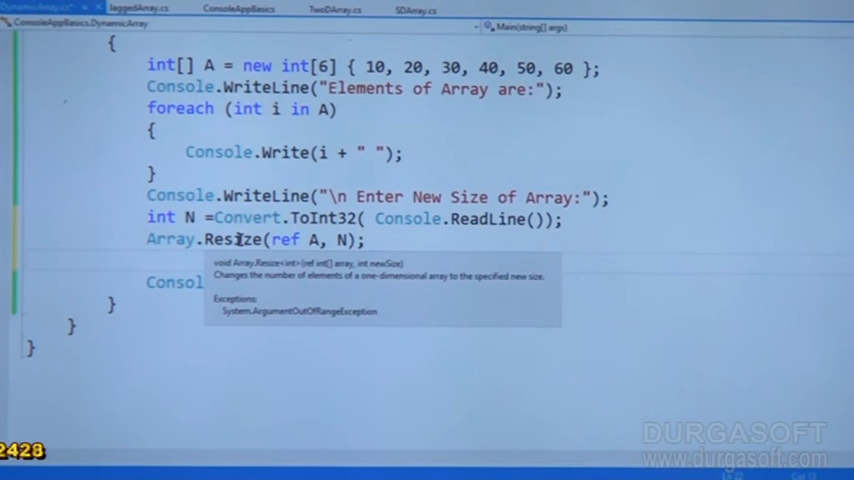 DynamicArray.cs* JaggedArray.cs ConsoleAppBasics TwoDArray.cs SDArray.cs
ConsoleAppBasics.DynamicArray Main(string[] args)
{
int[] A = new int[6] { 10, 20, 30, 40, 50, 60 };
Console.WriteLine("Elements of Array are:");
foreach (int i in A)
{
Console.Write(i + " ");
}
Console.WriteLine("\n Enter New Size of Array:");
int N =Convert.ToInt32( Console.ReadLine());
Array.Resize(ref A, N);
void Array.Resize<int>(ref int[] array, int newSize)
Changes the number of elements of a one-dimensional array to the specified new size.
Exceptions:
System.ArgumentOutOfRangeException
Consol
}
}
}
2428
DURGASOFT
www.durgasoft.com
Ln 22 Col 13